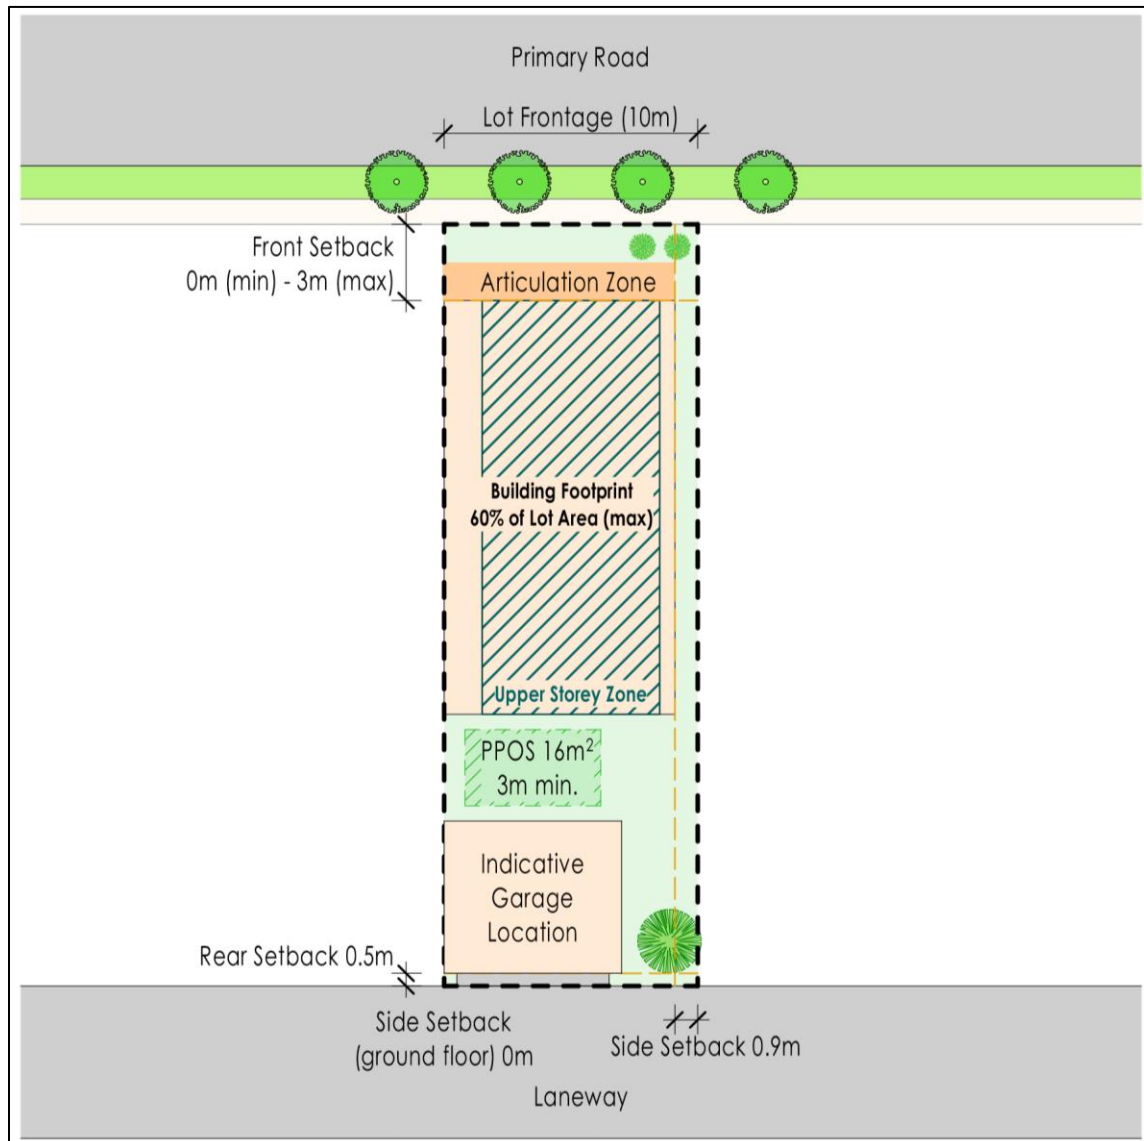 Primary Road
Lot Frontage (10m)
Front Setback
0m (min) - 3m (max)
Articulation Zone
Building Footprint
60% of Lot Area (max)
Upper Storey Zone
PPOS 16m²
3m min.
Indicative
Garage
Location
Rear Setback 0.5m
Side Setback
(ground floor) 0m
Side Setback 0.9m
Laneway